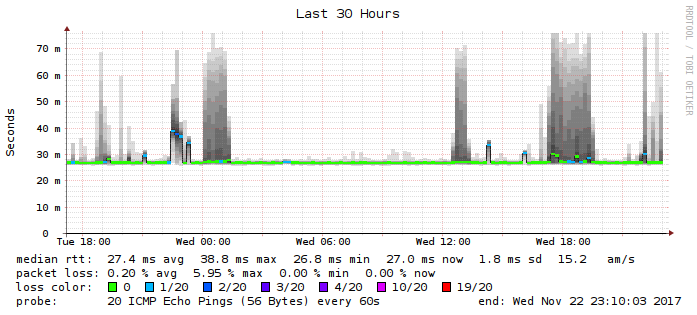 Last 30 Hours
RRDTOOL / TOBI OETIKER
Seconds
70 m
60 m
50 m
40 m
30 m
20 m
10 m
0
Tue 18:00 Wed 00:00 Wed 06:00 Wed 12:00 Wed 18:00
median rtt: 27.4 ms avg 38.8 ms max 26.8 ms min 27.0 ms now 1.8 ms sd 15.2 am/s
packet loss: 0.20 % avg 5.95 % max 0.00 % min 0.00 % now
loss color: 0 1/20 2/20 3/20 4/20 10/20 19/20
probe: 20 ICMP Echo Pings (56 Bytes) every 60s end: Wed Nov 22 23:10:03 2017